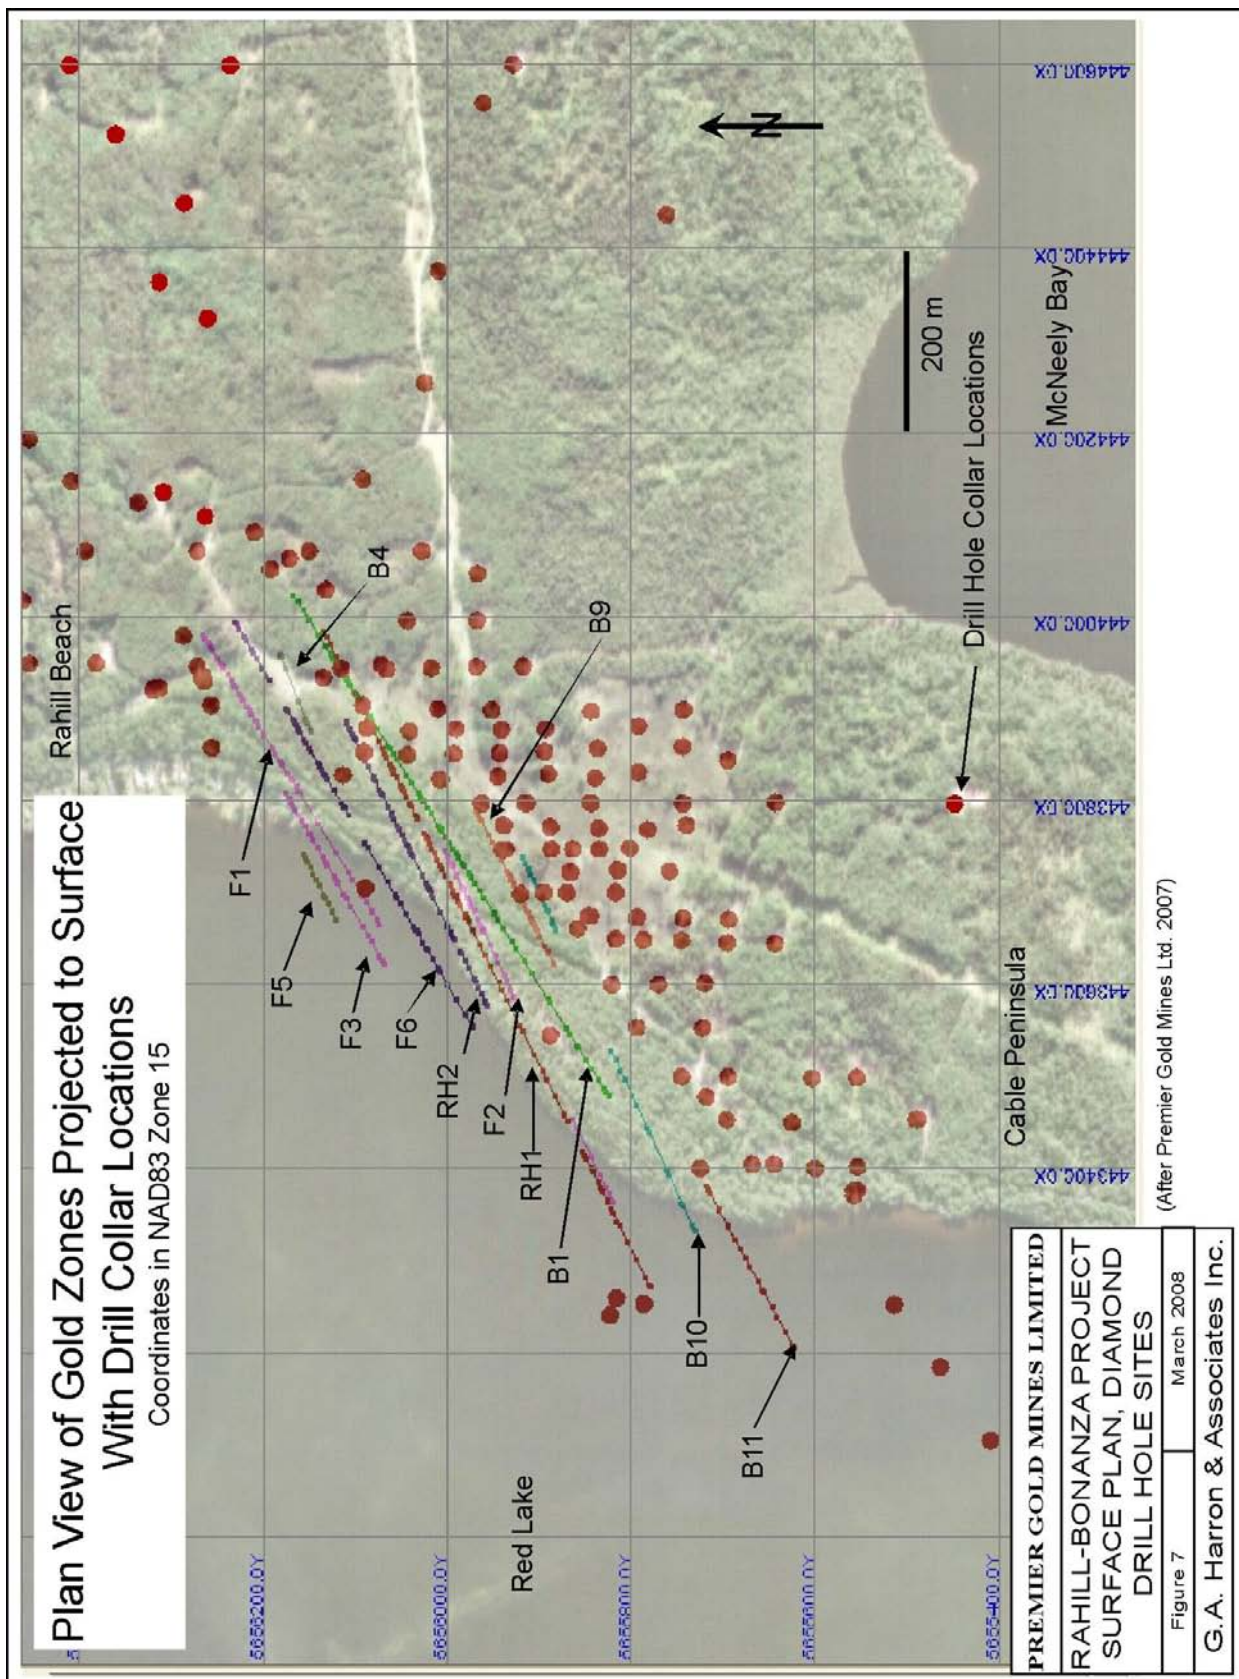 Plan View of Gold Zones Projected to Surface
With Drill Collar Locations
Coordinates in NAD83 Zone 15
Rahill Beach
F1
F5
F3
F6
RH2
F2
RH1
B1
B10
B11
B4
B9
Red Lake
Cable Peninsula
McNeely Bay
Drill Hole Collar Locations
200 m
N
5656200.0Y
5656000.0Y
5655800.0Y
5655600.0Y
5655400.0Y
443400.0X
443600.0X
443800.0X
444000.0X
444200.0X
444400.0X
444600.0X
(After Premier Gold Mines Ltd. 2007)
PREMIER GOLD MINES LIMITED
RAHILL-BONANZA PROJECT
SURFACE PLAN, DIAMOND
DRILL HOLE SITES
Figure 7
March 2008
G.A. Harron & Associates Inc.